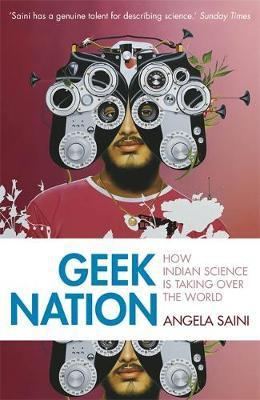 ‘Saini has a genuine talent for describing science.’ Sunday Times
GEEK
NATION
HOW
INDIAN SCIENCE
IS TAKING OVER
THE WORLD
ANGELA SAINI